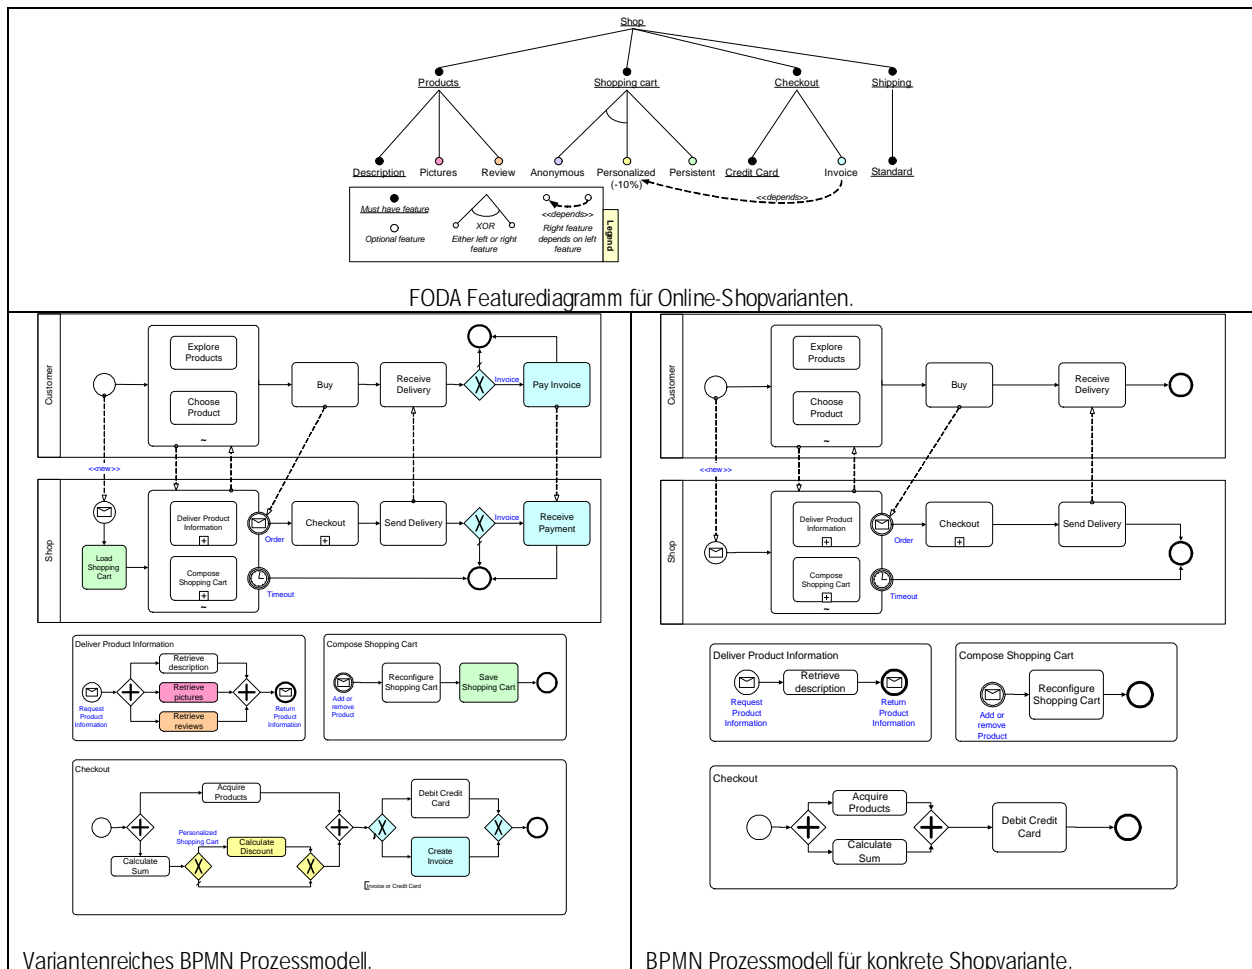 Shop
Products
Shopping cart
Checkout
Shipping
Description
Pictures
Review
Anonymous
Personalized
(-10%)
Persistent
Credit Card
Invoice
Standard
<<depends>>
Must have feature
Optional feature
XOR
Either left or right
feature
<<depends>>
Right feature
depends on left
feature
Legend
FODA Featurediagramm für Online-Shopvarianten.
Customer
Explore
Products
Choose
Product
~
Buy
Receive
Delivery
Invoice
Pay Invoice
<<new>>
Shop
Load
Shopping
Cart
Deliver Product
Information
Compose
Shopping Cart
~
Order
Timeout
Checkout
Send Delivery
Invoice
Receive
Payment
Deliver Product Information
Request
Product
Information
Retrieve
description
Retrieve
pictures
Retrieve
reviews
Return
Product
Information
Compose Shopping Cart
Add or
remove
Product
Reconfigure
Shopping Cart
Save
Shopping Cart
Checkout
Acquire
Products
Calculate
Sum
Personalized
Shopping Cart
Calculate
Discount
Debit Credit
Card
Create
Invoice
Invoice or Credit Card
Variantenreiches BPMN Prozessmodell.
Customer
Explore
Products
Choose
Product
~
Buy
Receive
Delivery
<<new>>
Shop
Deliver Product
Information
Compose
Shopping Cart
~
Order
Timeout
Checkout
Send Delivery
Deliver Product Information
Request
Product
Information
Retrieve
description
Return
Product
Information
Compose Shopping Cart
Add or
remove
Product
Reconfigure
Shopping Cart
Checkout
Acquire
Products
Calculate
Sum
Debit Credit
Card
BPMN Prozessmodell für konkrete Shopvariante.